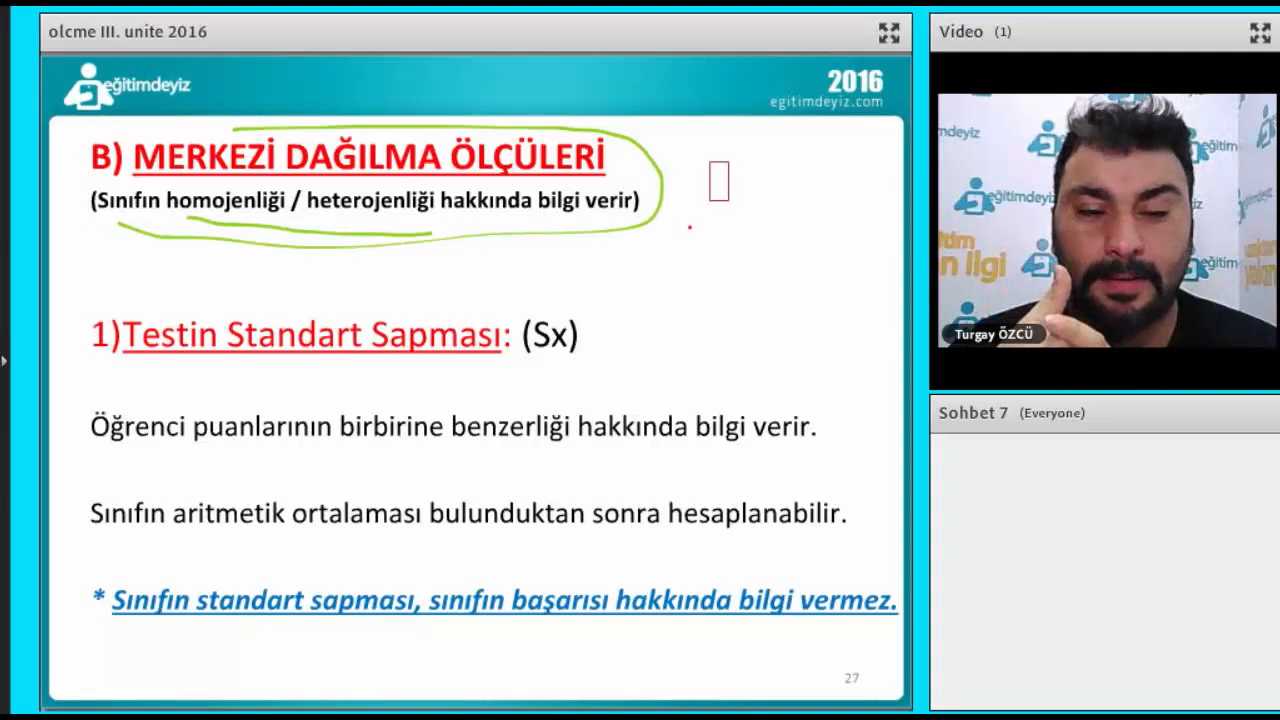 olcme III. unite 2016
eğitimdeyiz
2016
egitimdeyiz.com
B) MERKEZİ DAĞILMA ÖLÇÜLERİ
(Sınıfın homojenliği / heterojenliği hakkında bilgi verir)
1)Testin Standart Sapması: (Sx)
Öğrenci puanlarının birbirine benzerliği hakkında bilgi verir.
Sınıfın aritmetik ortalaması bulunduktan sonra hesaplanabilir.
* Sınıfın standart sapması, sınıfın başarısı hakkında bilgi vermez.
27
Video (1)
eğitimdeyiz
Turgay ÖZCÜ
Sohbet 7 (Everyone)